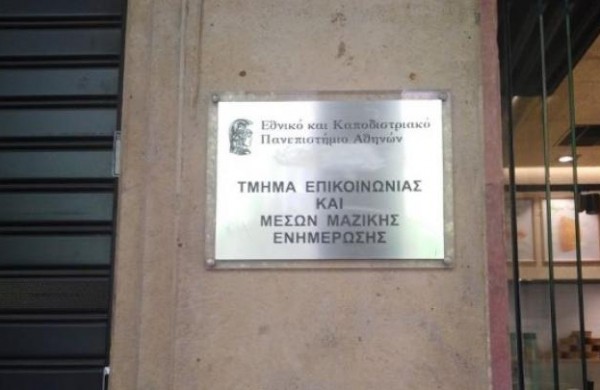 Εθνικό και Καποδιστριακό
Πανεπιστήμιο Αθηνών
ΤΜΗΜΑ ΕΠΙΚΟΙΝΩΝΙΑΣ
ΚΑΙ
ΜΕΣΩΝ ΜΑΖΙΚΗΣ
ΕΝΗΜΕΡΩΣΗΣ